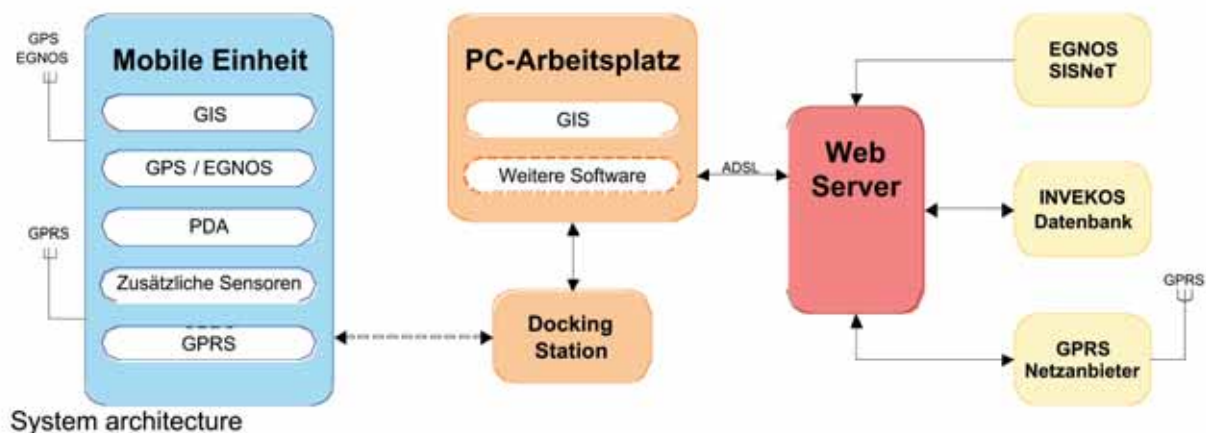 GPS
EGNOS
Mobile Einheit
GIS
GPS / EGNOS
PDA
Zusätzliche Sensoren
GPRS
GPRS
PC-Arbeitsplatz
GIS
Weitere Software
ADSL
Docking
Station
Web
Server
EGNOS
SISNeT
INVEKOS
Datenbank
GPRS
GPRS
Netzanbieter
System architecture